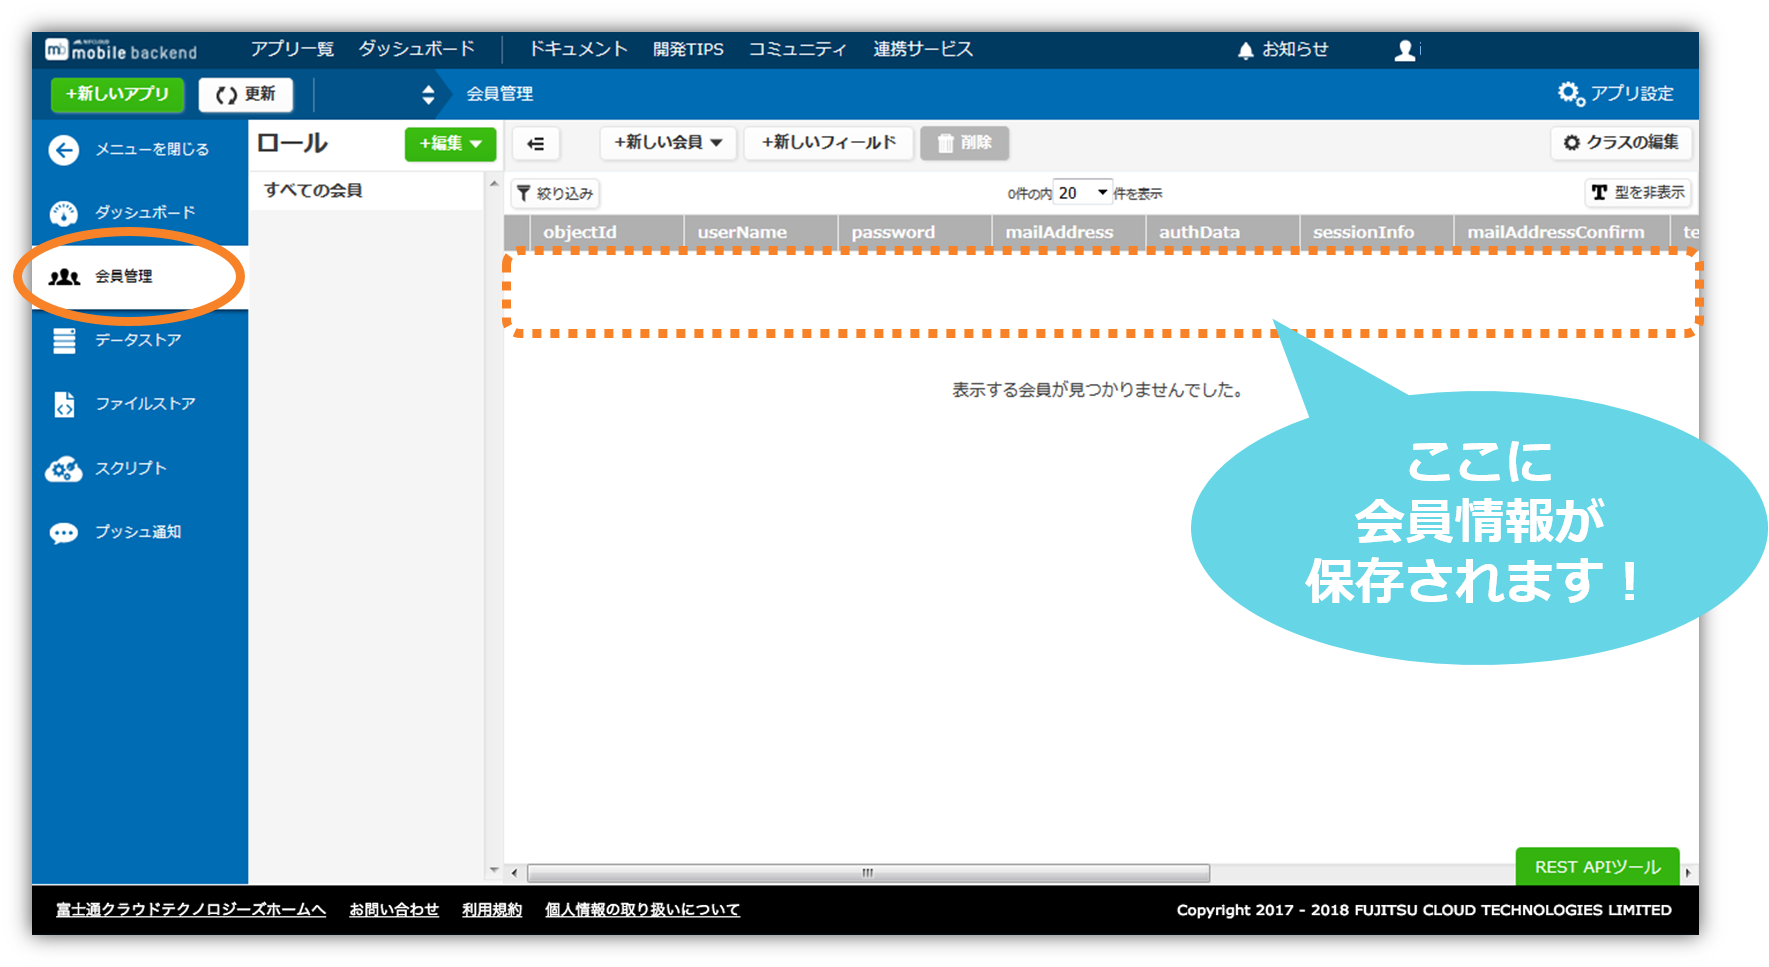 mobile backend
アプリ一覧 ダッシュボード ドキュメント 開発TIPS コミュニティ 連携サービス お知らせ
+新しいアプリ 更新 会員管理 アプリ設定
メニューを閉じる
ダッシュボード
会員管理
データストア
ファイルストア
スクリプト
プッシュ通知
ロール +編集
すべての会員
+新しい会員 +新しいフィールド 削除 クラスの編集
絞り込み 0件の内 20 件を表示 型を非表示
objectId userName password mailAddress authData sessionInfo mailAddressConfirm te
表示する会員が見つかりませんでした。
ここに
会員情報が
保存されます！
REST APIツール
富士通クラウドテクノロジーズホームへ お問い合わせ 利用規約 個人情報の取り扱いについて Copyright 2017 - 2018 FUJITSU CLOUD TECHNOLOGIES LIMITED